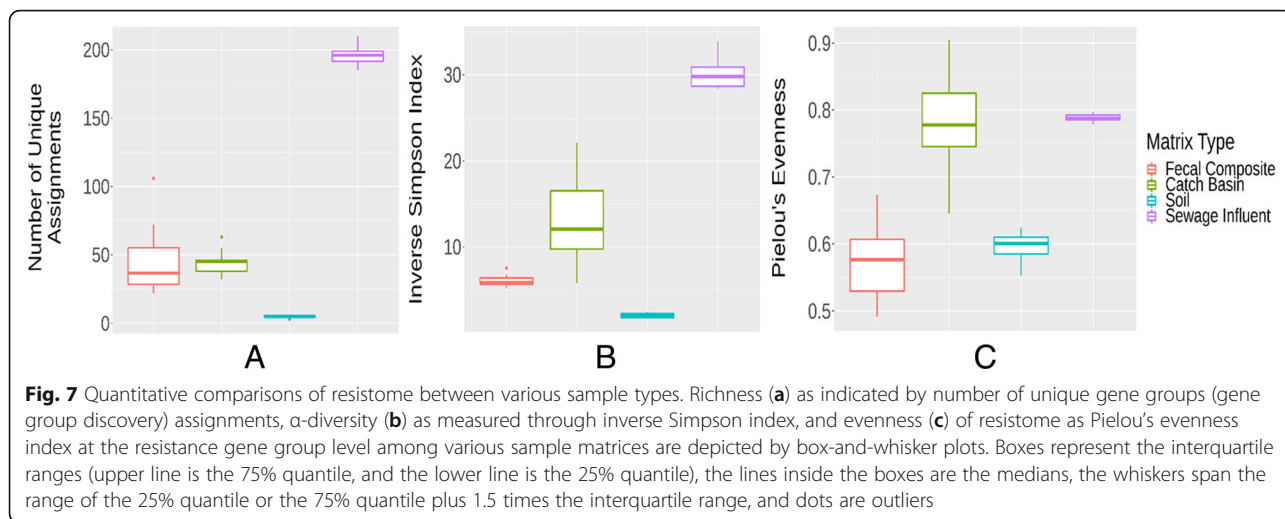 Number of Unique
Assignments
200
150
100
50
0
A
Inverse Simpson Index
30
20
10
B
Pielou's Evenness
0.9
0.8
0.7
0.6
0.5
C
Matrix Type
Fecal Composite
Catch Basin
Soil
Sewage Influent
Fig. 7 Quantitative comparisons of resistome between various sample types. Richness (a) as indicated by number of unique gene groups (gene
group discovery) assignments, α-diversity (b) as measured through inverse Simpson index, and evenness (c) of resistome as Pielou's evenness
index at the resistance gene group level among various sample matrices are depicted by box-and-whisker plots. Boxes represent the interquartile
ranges (upper line is the 75% quantile, and the lower line is the 25% quantile), the lines inside the boxes are the medians, the whiskers span the
range of the 25% quantile or the 75% quantile plus 1.5 times the interquartile range, and dots are outliers